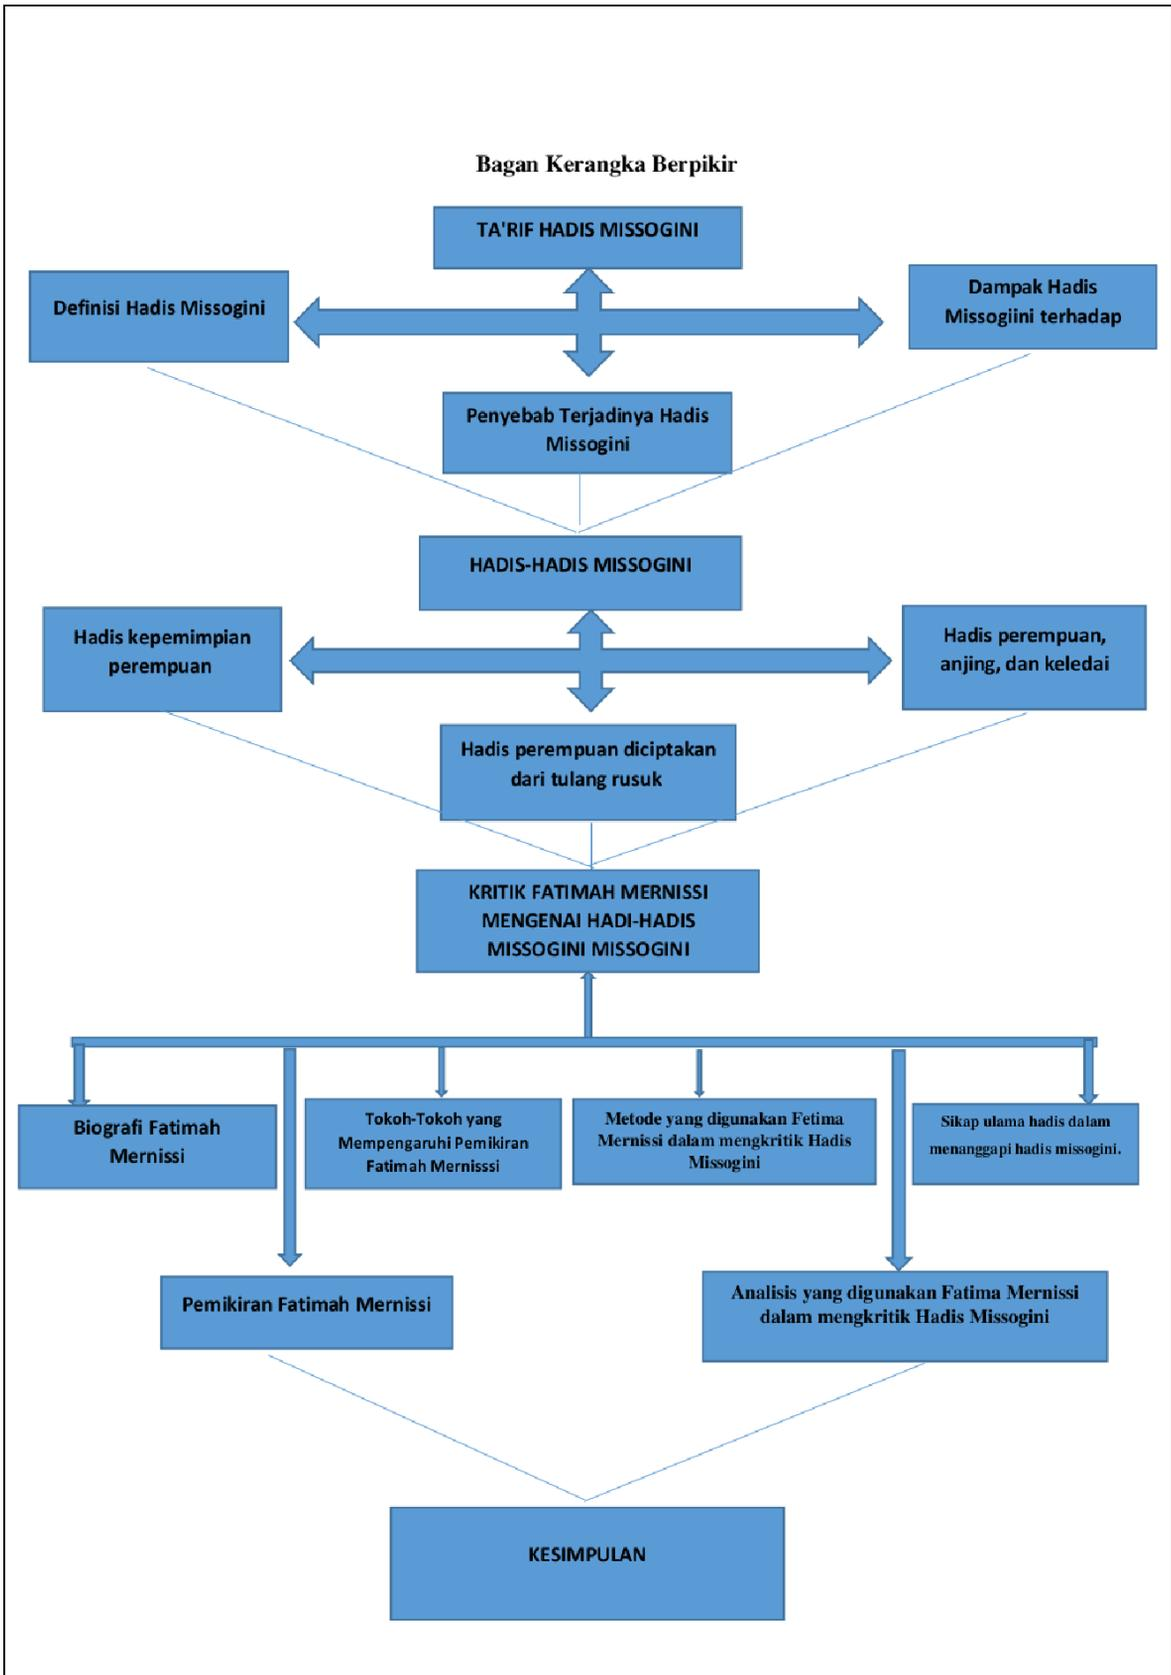 Bagan Kerangka Berpikir
TA'RIF HADIS MISSOGINI
Definisi Hadis Missogini
Dampak Hadis
Missogiini terhadap
Penyebab Terjadinya Hadis
Missogini
HADIS-HADIS MISSOGINI
Hadis kepemimpian
perempuan
Hadis perempuan,
anjing, dan keledai
Hadis perempuan diciptakan
dari tulang rusuk
KRITIK FATIMAH MERNISSI
MENGENAI HADI-HADIS
MISSOGINI MISSOGINI
Biografi Fatimah
Mernissi
Tokoh-Tokoh yang
Mempengaruhi Pemikiran
Fatimah Mernisssi
Metode yang digunakan Fetima
Mernissi dalam mengkritik Hadis
Missogini
Sikap ulama hadis dalam
menanggapi hadis missogini.
Pemikiran Fatimah Mernissi
Analisis yang digunakan Fatima Mernissi
dalam mengkritik Hadis Missogini
KESIMPULAN